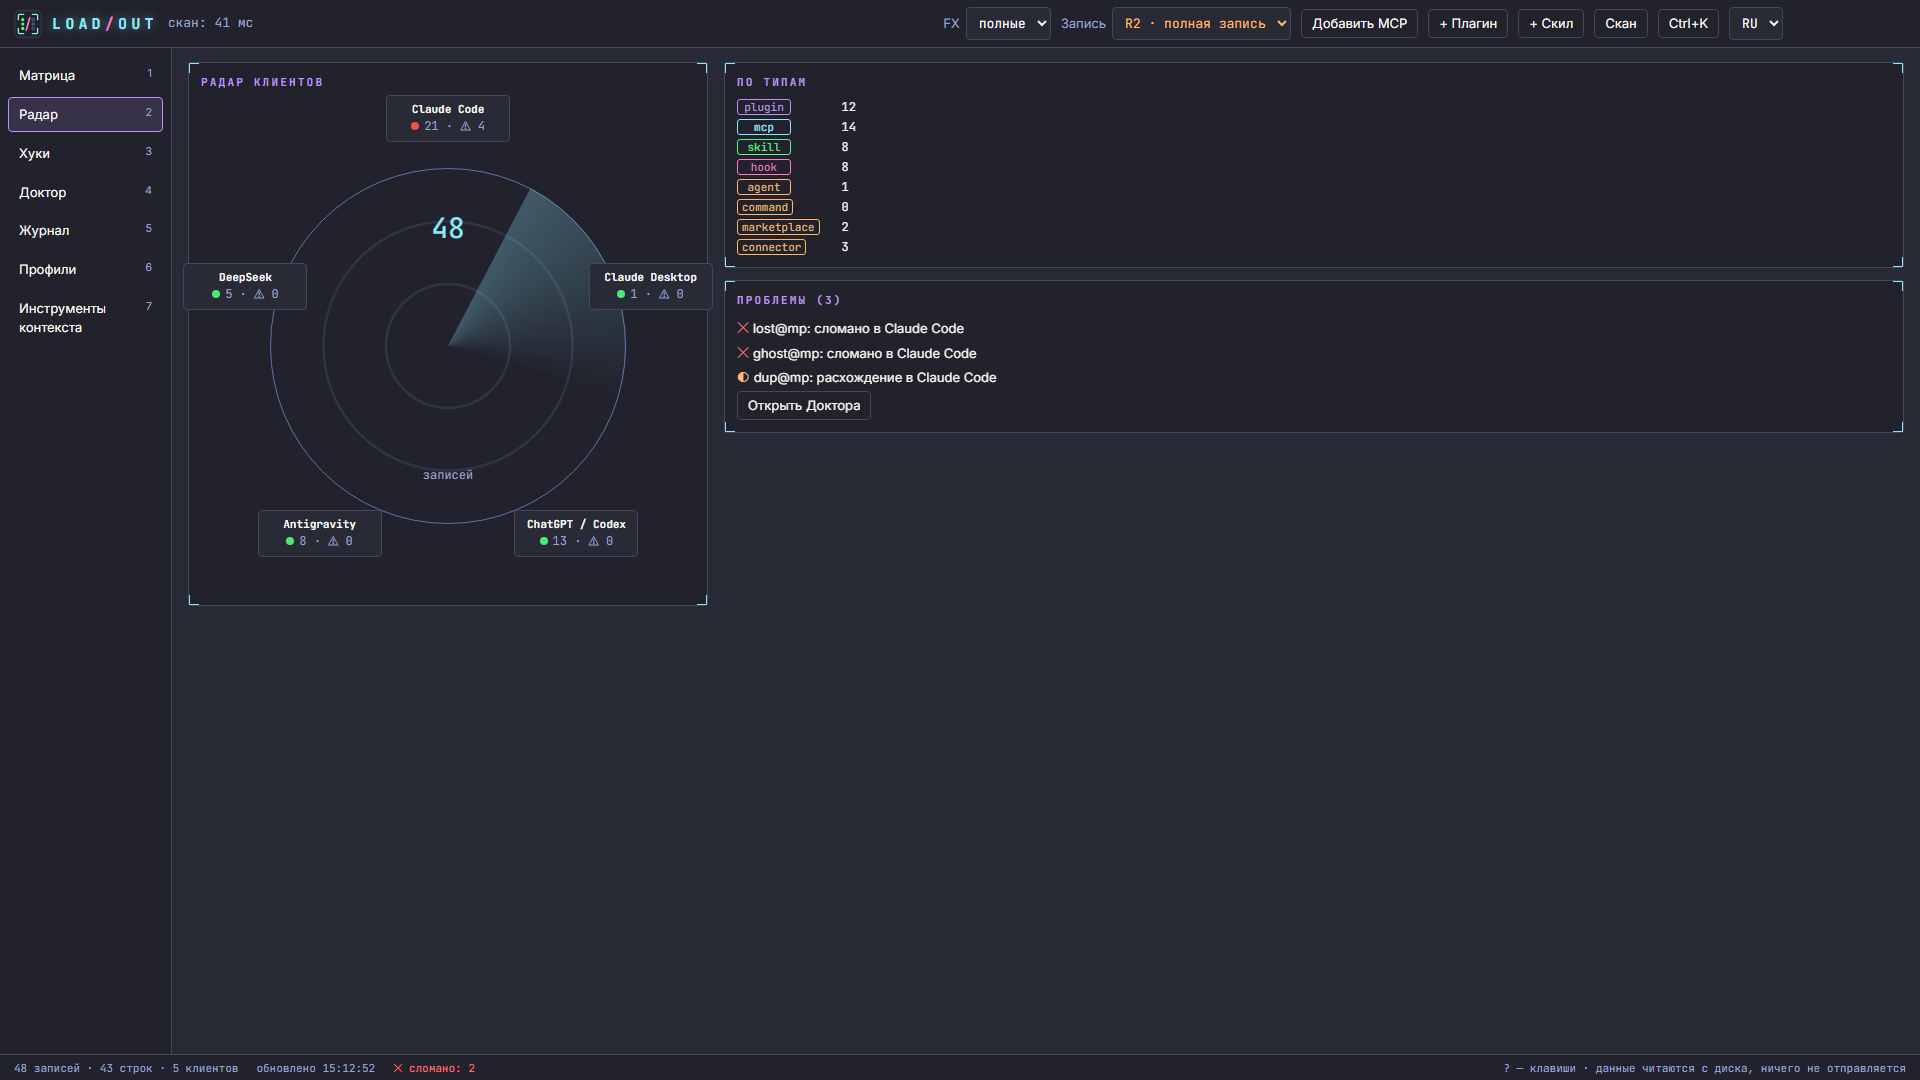 LOAD/OUT скан: 41 мс
FX полные Запись R2 · полная запись Добавить MCP + Плагин + Скил Скан Ctrl+K RU
Матрица 1
Радар 2
Хуки 3
Доктор 4
Журнал 5
Профили 6
Инструменты контекста 7
РАДАР КЛИЕНТОВ
Claude Code
21 · ⚠ 4
48
DeepSeek
5 · ⚠ 0
Claude Desktop
1 · ⚠ 0
записей
Antigravity
8 · ⚠ 0
ChatGPT / Codex
13 · ⚠ 0
ПО ТИПАМ
plugin 12
mcp 14
skill 8
hook 8
agent 1
command 0
marketplace 2
connector 3
ПРОБЛЕМЫ (3)
lost@mp: сломано в Claude Code
ghost@mp: сломано в Claude Code
dup@mp: расхождение в Claude Code
Открыть Доктора
48 записей · 43 строк · 5 клиентов обновлено 15:12:52 сломано: 2
? — клавиши · данные читаются с диска, ничего не отправляется